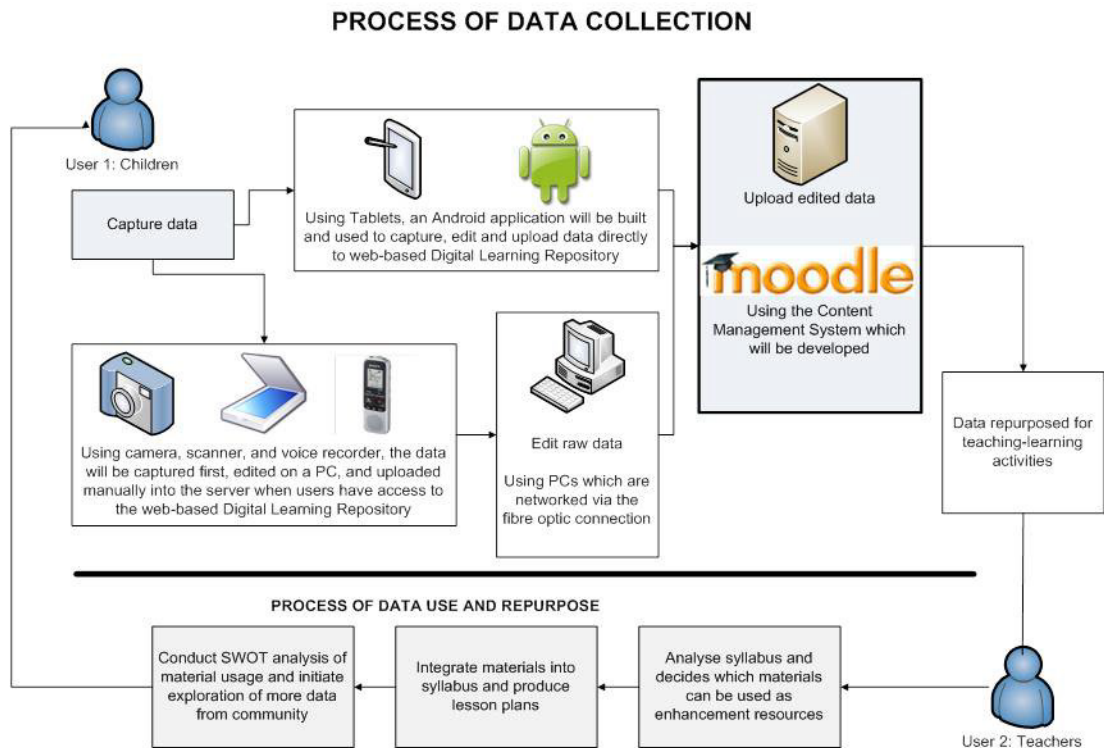 PROCESS OF DATA COLLECTION
User 1: Children
Capture data
Using Tablets, an Android application will be built
and used to capture, edit and upload data directly
to web-based Digital Learning Repository
Upload edited data
moodle
Using the Content
Management System which
will be developed
Using camera, scanner, and voice recorder, the data
will be captured first, edited on a PC, and uploaded
manually into the server when users have access to
the web-based Digital Learning Repository
Edit raw data
Using PCs which are
networked via the
fibre optic connection
Data repurposed for
teaching-learning
activities
PROCESS OF DATA USE AND REPURPOSE
Conduct SWOT analysis of
material usage and initiate
exploration of more data
from community
Integrate materials into
syllabus and produce
lesson plans
Analyse syllabus and
decides which materials
can be used as
enhancement resources
User 2: Teachers